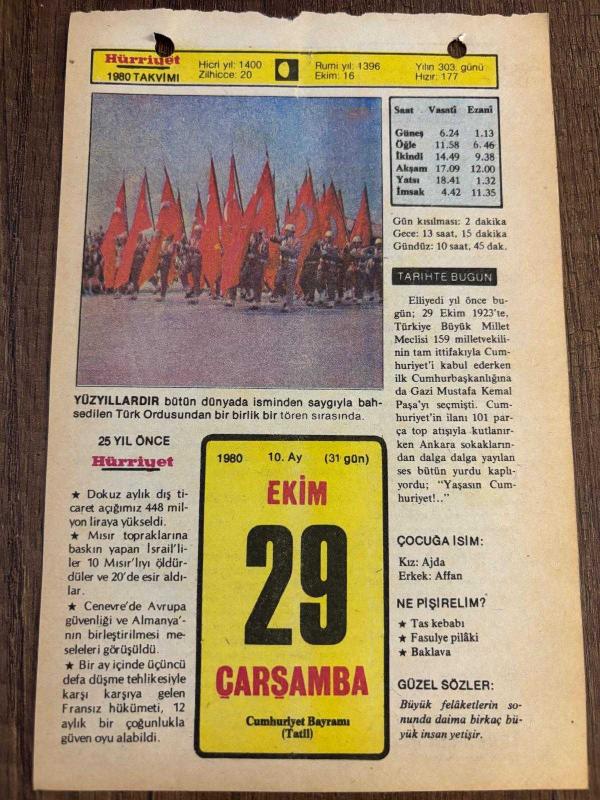 Hürriyet
1980 TAKVİMİ
Hicri yıl: 1400
Zilhicce: 20
Rumi yıl: 1396
Ekim: 16
Yılın 303. günü
Hızır: 177
Saat Vasatî Ezanî
Güneş 6.24 1.13
Öğle 11.58 6.46
İkindi 14.49 9.38
Akşam 17.09 12.00
Yatsı 18.41 1.32
İmsak 4.42 11.35
Gün kısılması: 2 dakika
Gece: 13 saat, 15 dakika
Gündüz: 10 saat, 45 dak.
TARIHTE BUGUN
Elliyedi yıl önce bu-
gün; 29 Ekim 1923'te,
Türkiye Büyük Millet
Meclisi 159 milletvekili-
nin tam ittifakıyla Cum-
huriyet'i kabul ederken
ilk Cumhurbaşkanlığına
da Gazi Mustafa Kemal
Paşa'yı seçmişti. Cum-
huriyet'in ilanı 101 par-
ça top atışıyla kutlanır-
ken Ankara sokakların-
dan dalga dalga yayılan
ses bütün yurdu kaplı-
yordu; "Yaşasın Cum-
huriyet!.."
YÜZYILLARDIR bütün dünyada isminden saygıyla bah-
sedilen Türk Ordusundan bir birlik bir tören sırasında.
25 YIL ÖNCE
Hürriyet
★ Dokuz aylık dış ti-
caret açığımız 448 mil-
yon liraya yükseldi.
★ Mısır topraklarına
baskın yapan İsrail'li-
ler 10 Mısır'lıyı öldür-
düler ve 20'de esir aldı-
lar.
★ Cenevre'de Avrupa
güvenliği ve Almanya'-
nın birleştirilmesi me-
seleleri görüşüldü.
★ Bir ay içinde üçüncü
defa düşme tehlikesiyle
karşı karşıya gelen
Fransız hükümeti, 12
aylık bir çoğunlukla
güven oyu alabildi.
1980 10. Ay (31 gün)
EKİM
29
ÇARŞAMBA
Cumhuriyet Bayramı
(Tatil)
ÇOCUĞA İSİM:
Kız: Ajda
Erkek: Affan
NE PİŞİRELİM?
★ Tas kebabı
★ Fasulye pilâki
★ Baklava
GÜZEL SÖZLER:
Büyük felâketlerin so-
nunda daima birkaç bü-
yük insan yetişir.